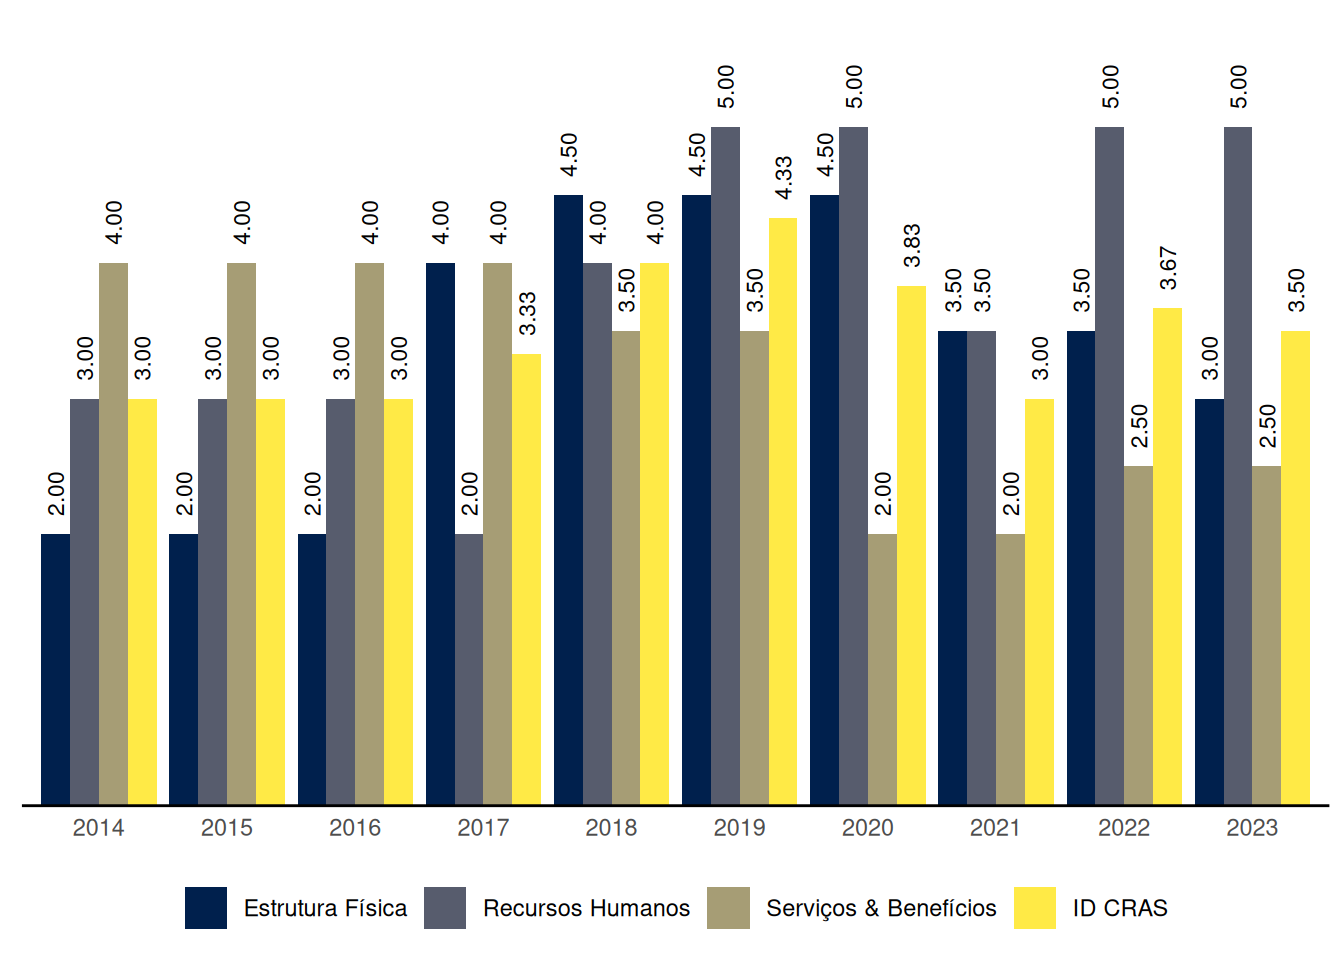 2.00 3.00 4.00 3.00
2.00 3.00 4.00 3.00
2.00 3.00 4.00 3.00
4.00 2.00 4.00 3.33
4.50 4.00 3.50 4.00
4.50 5.00 3.50 4.33
4.50 5.00 2.00 3.83
3.50 3.50 2.00 3.00
3.50 5.00 2.50 3.67
3.00 5.00 2.50 3.50
2014 2015 2016 2017 2018 2019 2020 2021 2022 2023
Estrutura Física Recursos Humanos Serviços & Benefícios ID CRAS